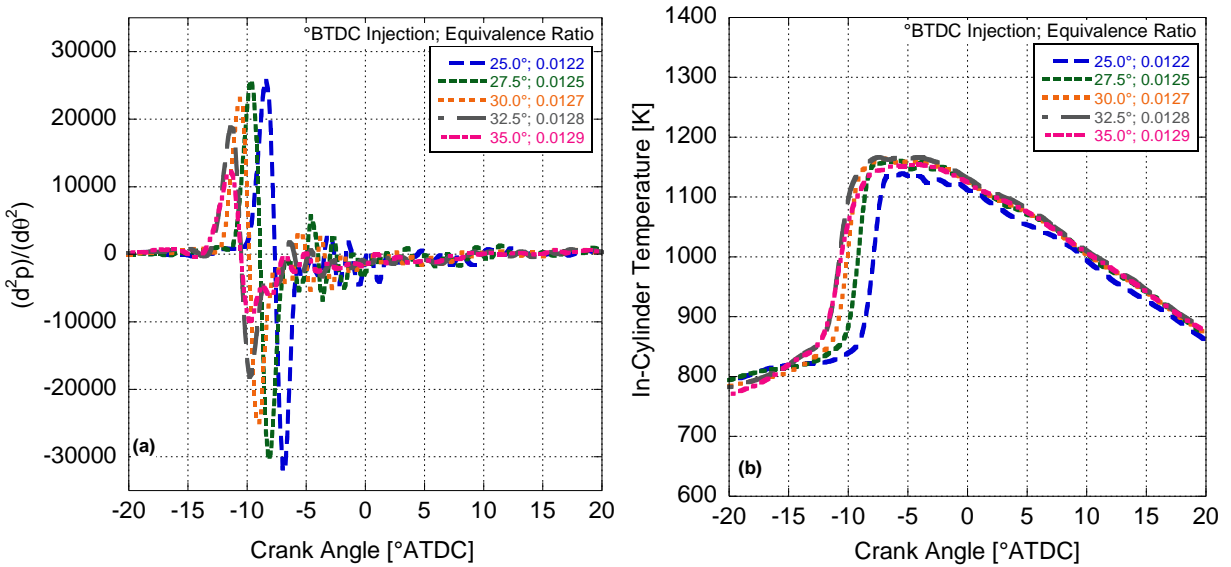 °BTDC Injection; Equivalence Ratio
25.0°; 0.0122
27.5°; 0.0125
30.0°; 0.0127
32.5°; 0.0128
35.0°; 0.0129
30000
20000
10000
0
-10000
-20000
-30000
(d²p)/(dθ²)
(a)
-20 -15 -10 -5 0 5 10 15 20
Crank Angle [°ATDC]
°BTDC Injection; Equivalence Ratio
25.0°; 0.0122
27.5°; 0.0125
30.0°; 0.0127
32.5°; 0.0128
35.0°; 0.0129
1400
1300
1200
1100
1000
900
800
700
600
In-Cylinder Temperature [K]
(b)
-20 -15 -10 -5 0 5 10 15 20
Crank Angle [°ATDC]